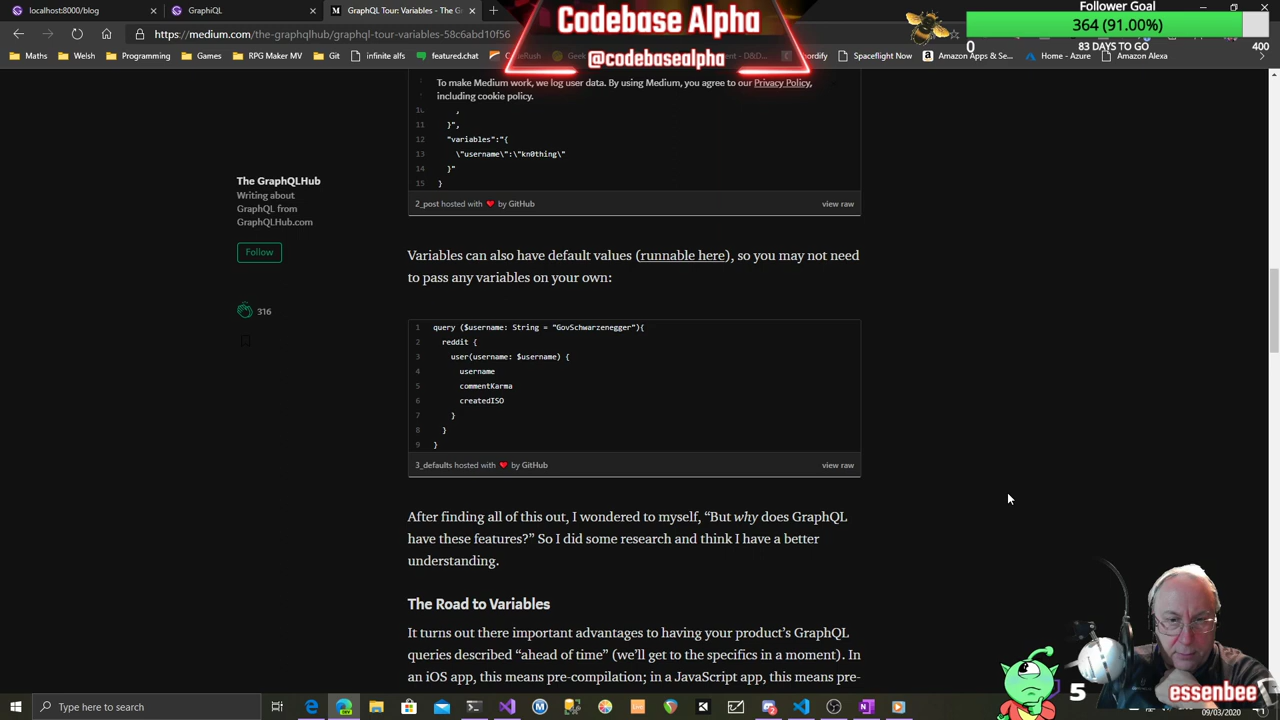 localhost:8000/blog
GraphiQL
GraphQL Tour: Variables - The G
https://medium.com/the-graphqlhub/graphql-tour-variables-58c6abd10f56
Home
Welsh
Programming
RPG Maker MV
Git
infinite alfs
Entertainment - D&D...
Spordify
Spaceflight Now
Amazon Apps & Se...
Home - Azure
Amazon Alexa
Codebase Alpha
@codebasealpha
Follower Goal
364 (91.00%)
0
83 DAYS TO GO
400
To make Medium work, we log user data. By using Medium, you agree to our Privacy Policy,
including cookie policy.
11 }",
12 "variables":"{
13 \"username\":\"kn0thing\"
14 }"
15 }
2_post hosted with ❤ by GitHub
view raw
The GraphQLHub
Writing about
GraphQL from
GraphQLHub.com
Follow
316
Variables can also have default values (runnable here), so you may not need
to pass any variables on your own:
1 query ($username: String = "GovSchwarzenegger"){
2 reddit {
3 user(username: $username) {
4 username
5 commentKarma
6 createdISO
7 }
8 }
9 }
3_defaults hosted with ❤ by GitHub
view raw
After finding all of this out, I wondered to myself, “But why does GraphQL
have these features?” So I did some research and think I have a better
understanding.
The Road to Variables
It turns out there important advantages to having your product’s GraphQL
queries described “ahead of time” (we’ll get to the specifics in a moment). In
an iOS app, this means pre-compilation; in a JavaScript app, this means pre-
5
essenbee
Type here to search
09/03/2020